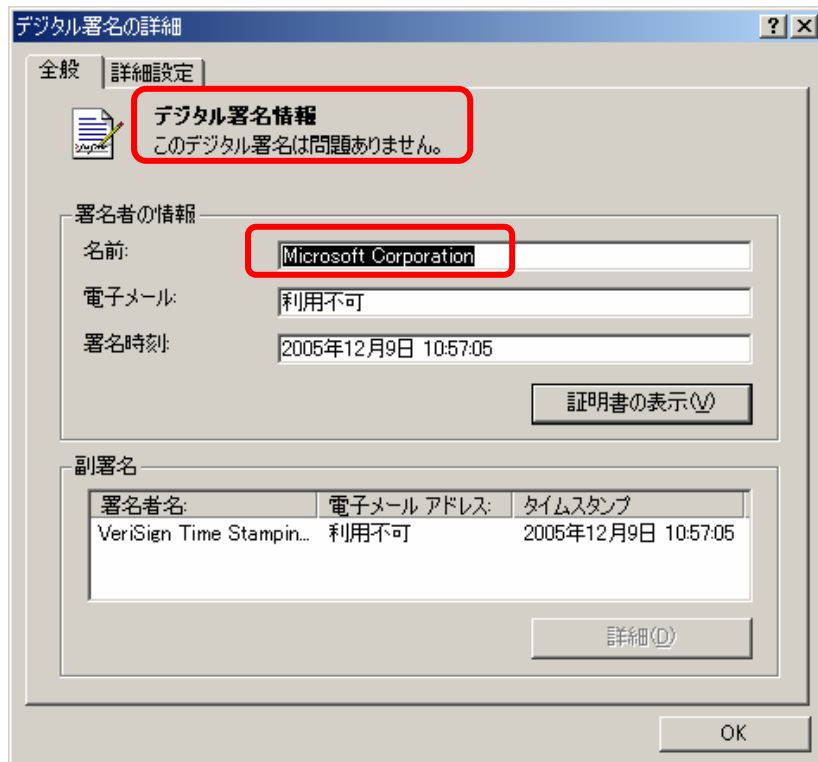 デジタル署名の詳細
全般 詳細設定
デジタル署名情報
このデジタル署名は問題ありません。
署名者の情報
名前: Microsoft Corporation
電子メール: 利用不可
署名時刻: 2005年12月9日 10:57:05
証明書の表示(V)
副署名
署名者名: 電子メール アドレス: タイムスタンプ
VeriSign Time Stampin... 利用不可 2005年12月9日 10:57:05
詳細(D)
OK